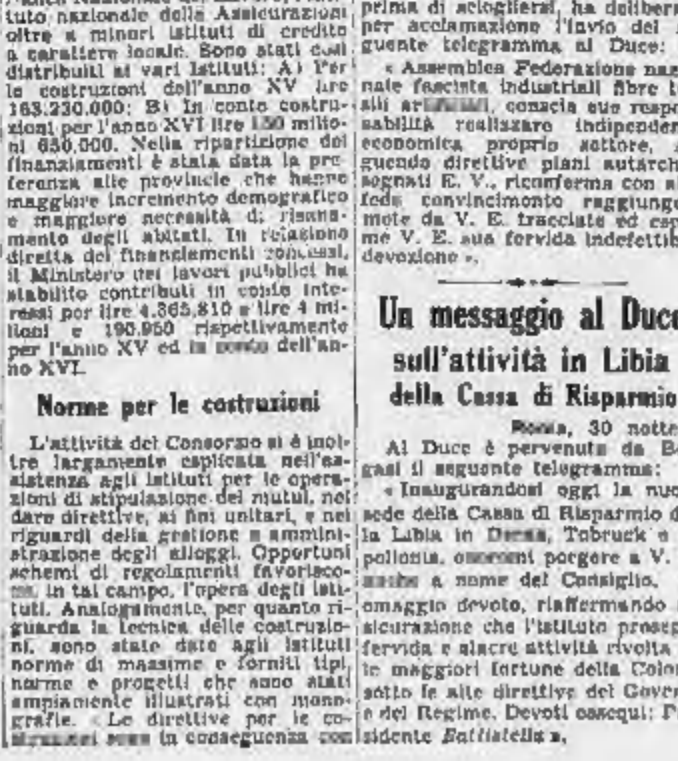 tuto nazionale delle Assicurazioni
oltre a minori istituti di credito
a carattere locale. Sono stati così
distribuiti ai vari istituti: A) Per
le costruzioni dell'anno XV lire
163.230.000; B) In conto costru-
zioni per l'anno XVI lire milio-
ni 650.000. Nella ripartizione dei
finanziamenti è stata data la pre-
ferenza alle provincie che hanno
maggiore incremento demografico
e maggiore necessità di risana-
mento degli abitati. In relazione
diretta dei finanziamenti concessi,
il Ministero dei lavori pubblici ha
stabilito contributi in conto inte-
ressi per lire 4.365.810 e lire 4 mi-
lioni e 190.950 rispettivamente
per l'anno XV ed in conto dell'an-
no XVI.
Norme per le costruzioni
L'attività del Consorzio si è inol-
tre largamente esplicata nell'as-
sistenza agli istituti per le opera-
zioni di stipulazione dei mutui, nel
dare direttive, ai fini unitari, e nei
riguardi della gestione e ammini-
strazione degli alloggi. Opportuni
schemi di regolamenti favorisco-
no, in tal campo, l'opera degli isti-
tuti. Analogamente, per quanto ri-
guarda la tecnica delle costruzio-
ni, sono state date agli istituti
norme di massime e forniti tipi,
norme e progetti che sono stati
ampiamente illustrati con mono-
grafie. « Le direttive per le co-
struzioni sono in conseguenza con
prima di sciogliersi, ha delibera
per acclamazione l'invio del
guente telegramma al Duce:
« Assemblea Federazione naz
nale fascista industriali fibre t
sili conscia sue respo
sabilità realizzare indipenden
economica proprio settore,
guendo direttive piani autarch
segnati E. V., riconferma con a
fede convincimento raggiunge
mete da V. E. tracciate ed esp
me V. E. sua fervida indefettib
devozione ».
Un messaggio al Duce
sull'attività in Libia
della Cassa di Risparmio
Roma, 30 notte
Al Duce è pervenuto da Be
gasi il seguente telegramma:
« Inaugurandosi oggi la nuo
sede della Cassa di Risparmio d
la Libia in Derna, Tobruck e
pollonia, onoromi porgere a V.
anche a nome del Consiglio,
omaggio devoto, riaffermando
sicurazione che l'istituto proseg
fervida e alacre attività rivolta
le maggiori fortune della Colon
sotto le alte direttive del Gover
e del Regime. Devoti ossequi: P
sidente Battistella ».